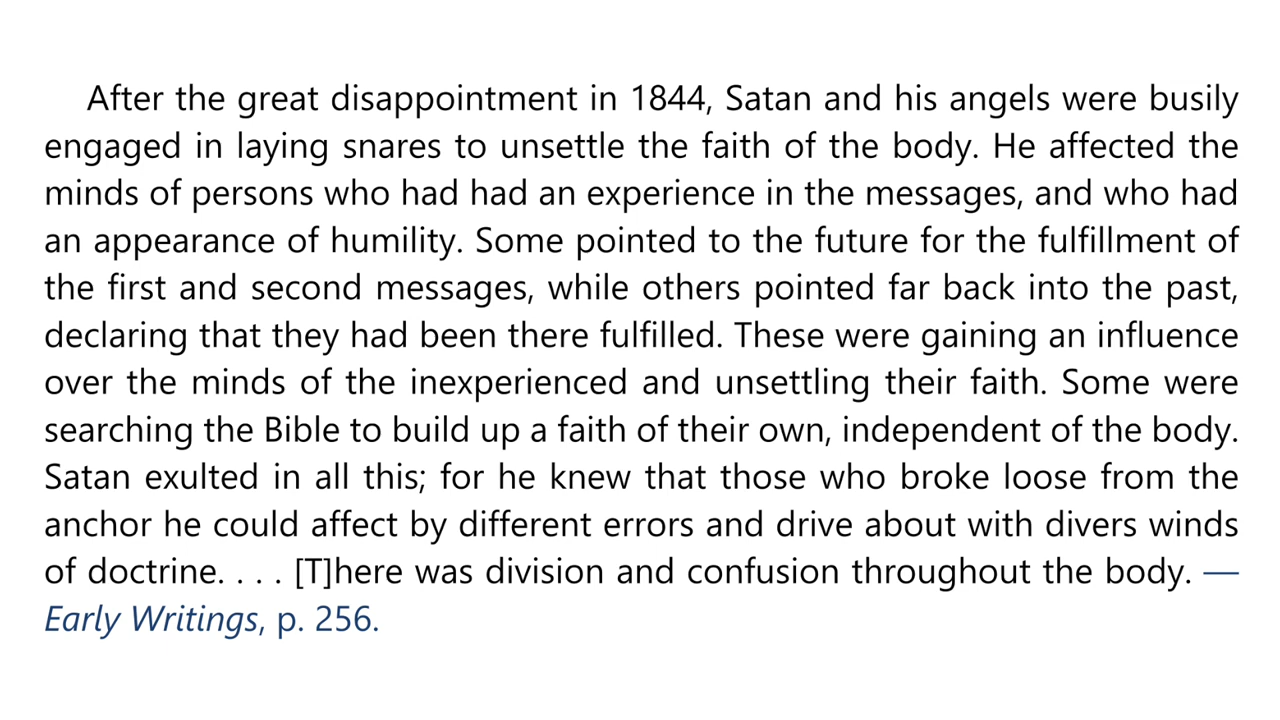 After the great disappointment in 1844, Satan and his angels were busily
engaged in laying snares to unsettle the faith of the body. He affected the
minds of persons who had had an experience in the messages, and who had
an appearance of humility. Some pointed to the future for the fulfillment of
the first and second messages, while others pointed far back into the past,
declaring that they had been there fulfilled. These were gaining an influence
over the minds of the inexperienced and unsettling their faith. Some were
searching the Bible to build up a faith of their own, independent of the body.
Satan exulted in all this; for he knew that those who broke loose from the
anchor he could affect by different errors and drive about with divers winds
of doctrine. . . . [T]here was division and confusion throughout the body. —
Early Writings, p. 256.